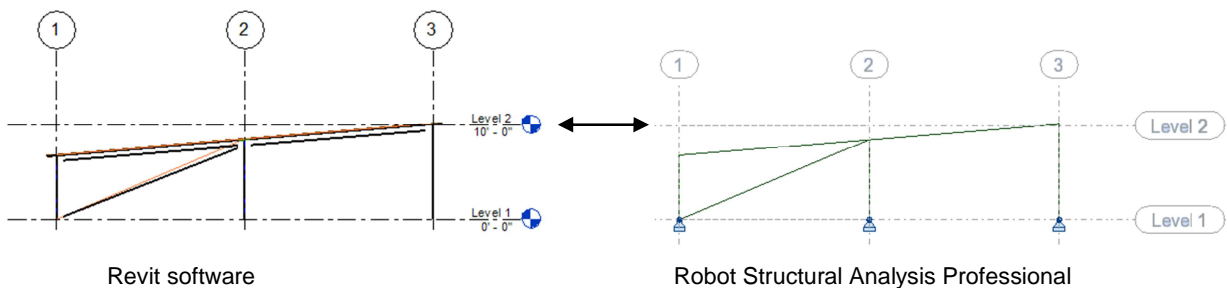 1
2
3
Level 2
10' - 0"
Level 1
0' - 0"
Revit software
1
2
3
Level 2
Level 1
Robot Structural Analysis Professional